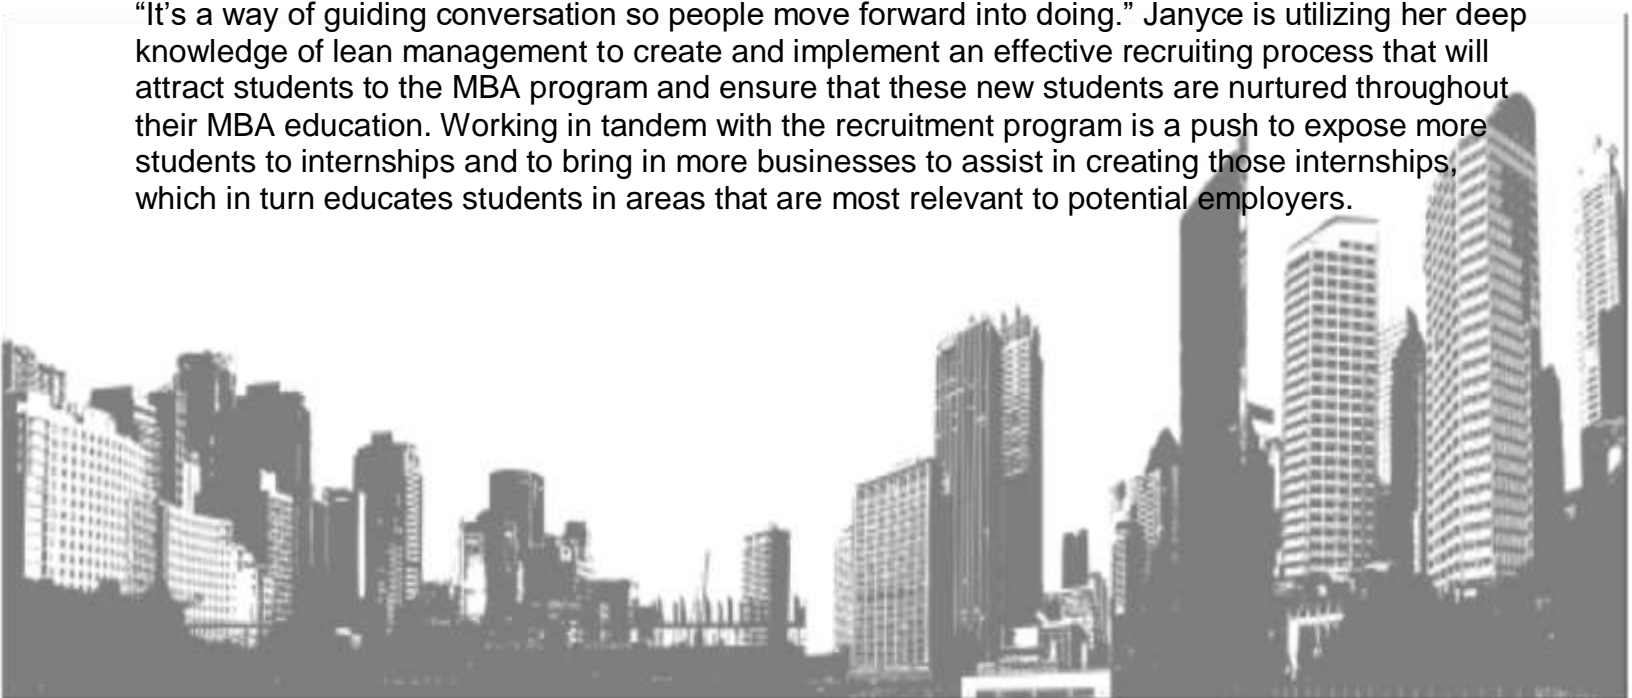 “It’s a way of guiding conversation so people move forward into doing.” Janyce is utilizing her deep
knowledge of lean management to create and implement an effective recruiting process that will
attract students to the MBA program and ensure that these new students are nurtured throughout
their MBA education. Working in tandem with the recruitment program is a push to expose more
students to internships and to bring in more businesses to assist in creating those internships,
which in turn educates students in areas that are most relevant to potential employers.